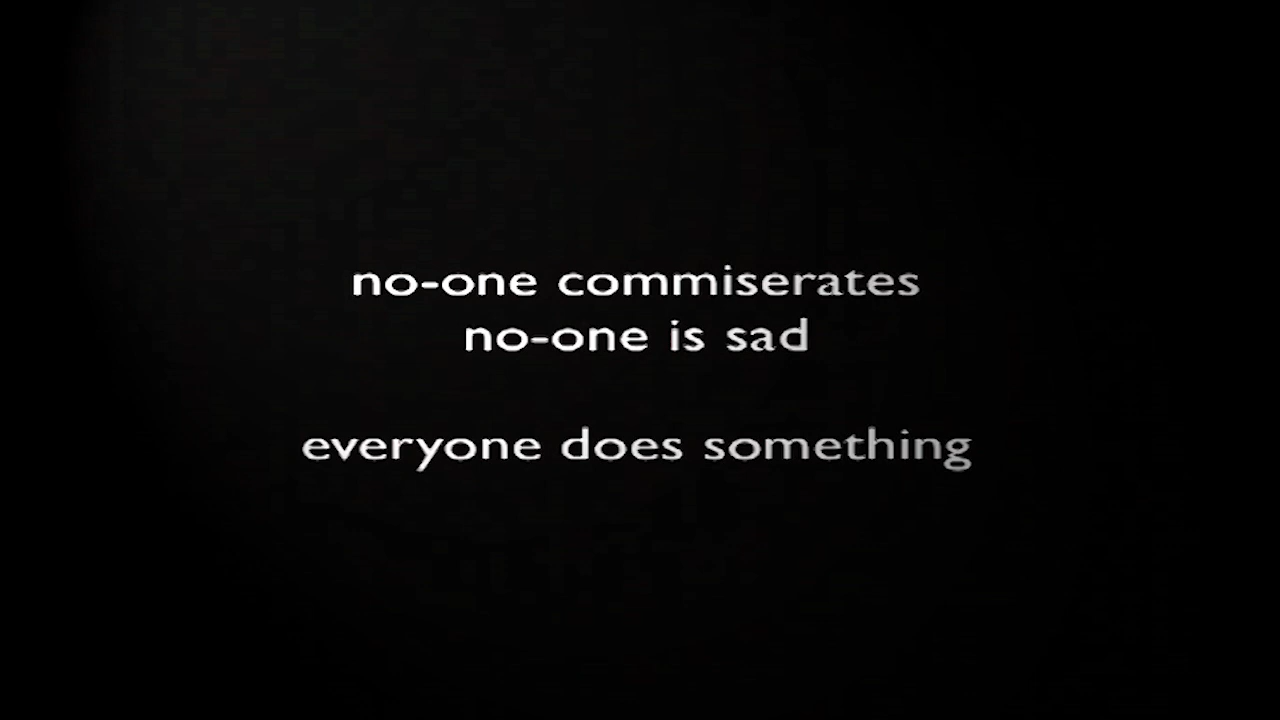 no-one commiserates
no-one is sad
everyone does something